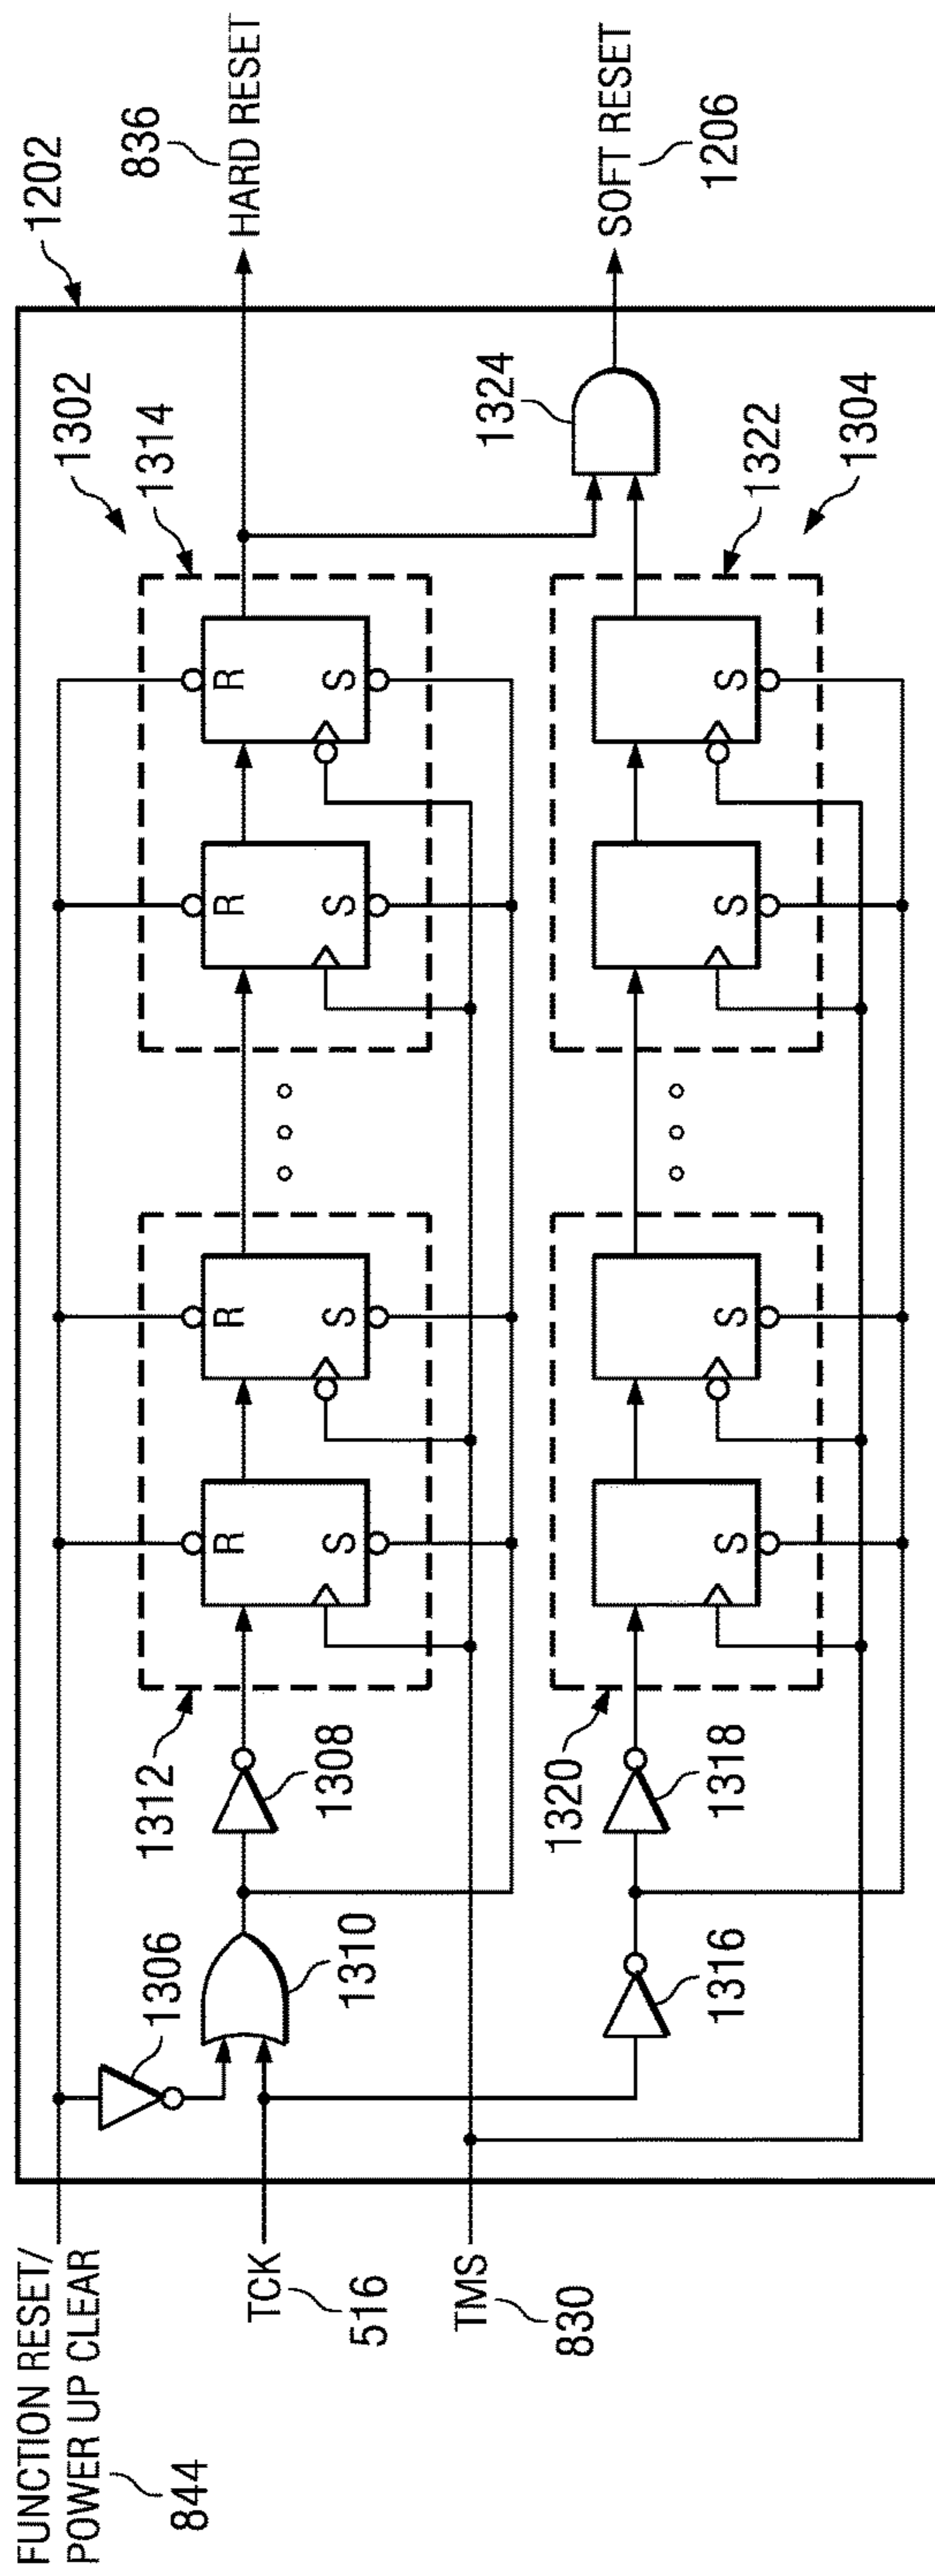 FUNCTION RESET/
POWER UP CLEAR
844
TCK
516
TMS
830
1202
1302
1306
1310
1308
1312
R
S
R
S
R
S
R
S
1314
836
HARD RESET
1316
1318
1320
S
S
S
S
1322
1304
1324
SOFT RESET
1206